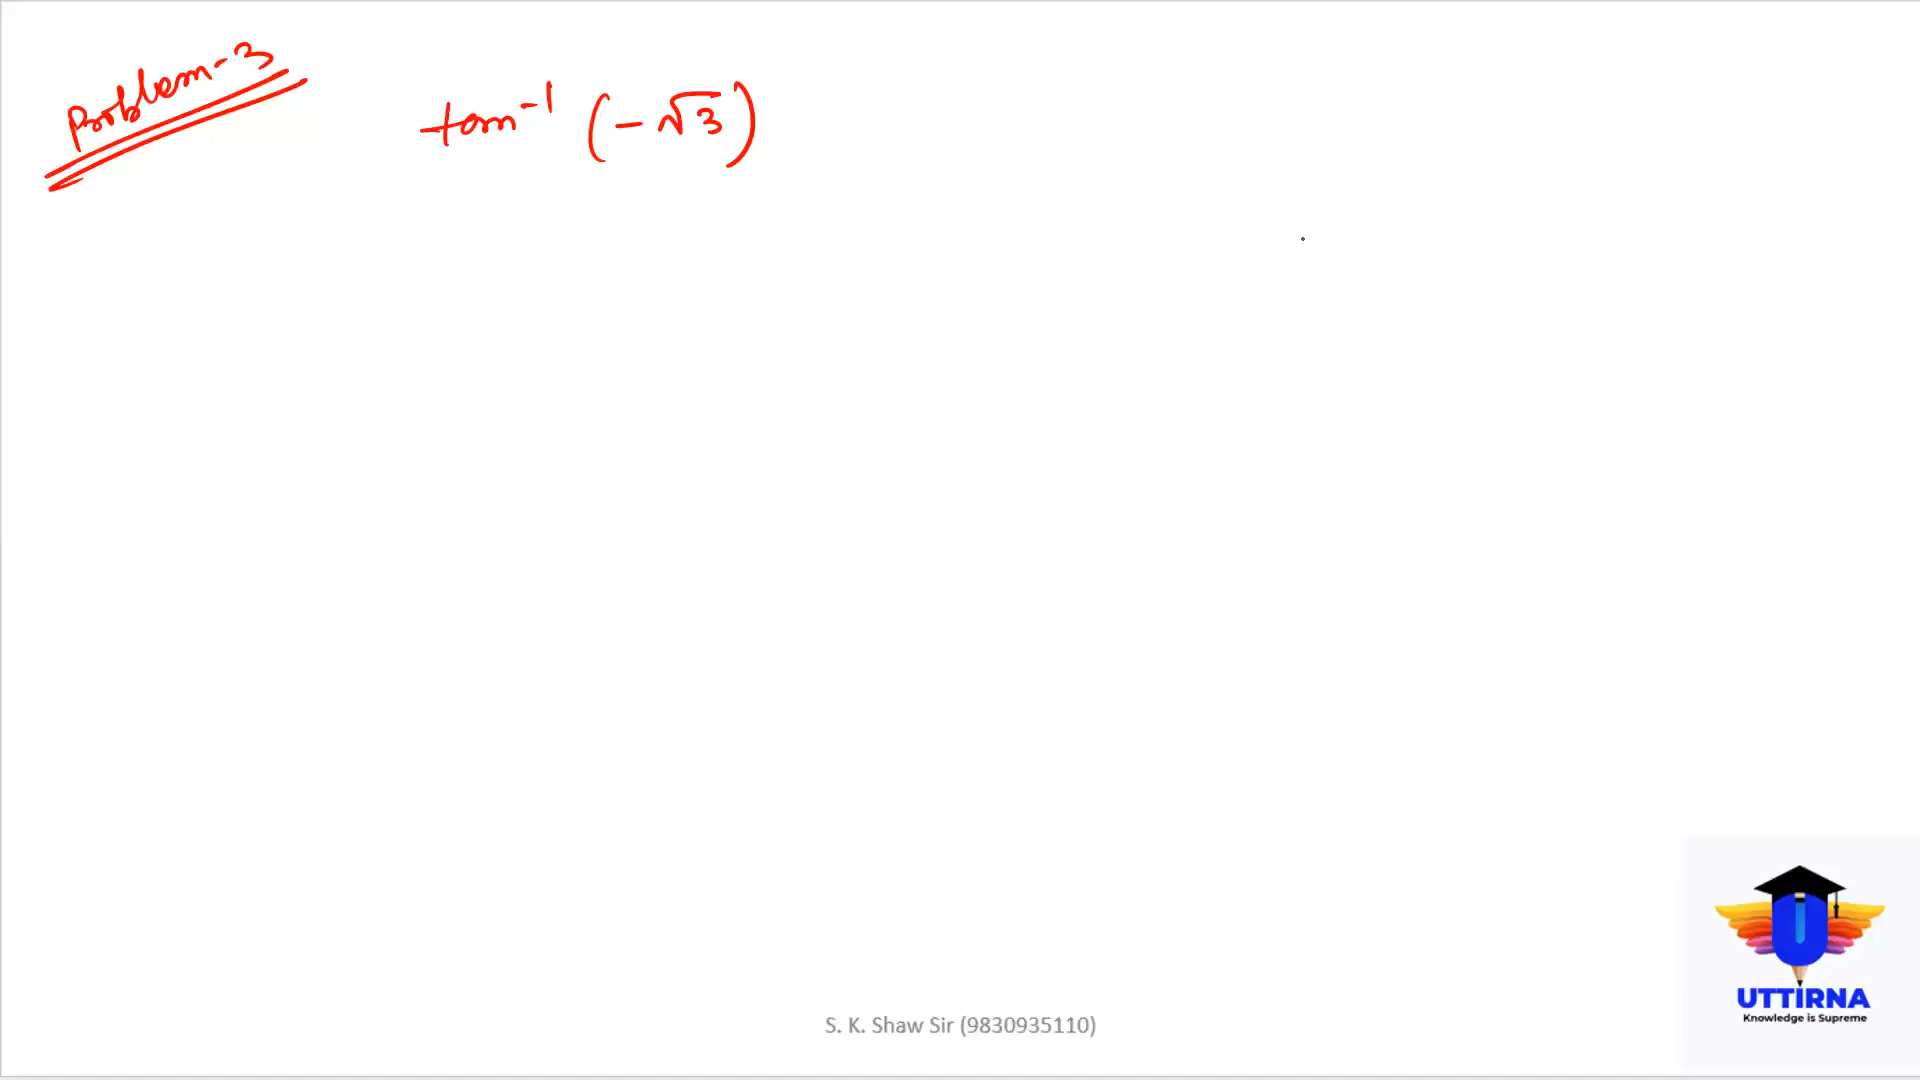 Problem-3
tan⁻¹ (-√3)
S. K. Shaw Sir (9830935110)
UTTIRNA
Knowledge is Supreme